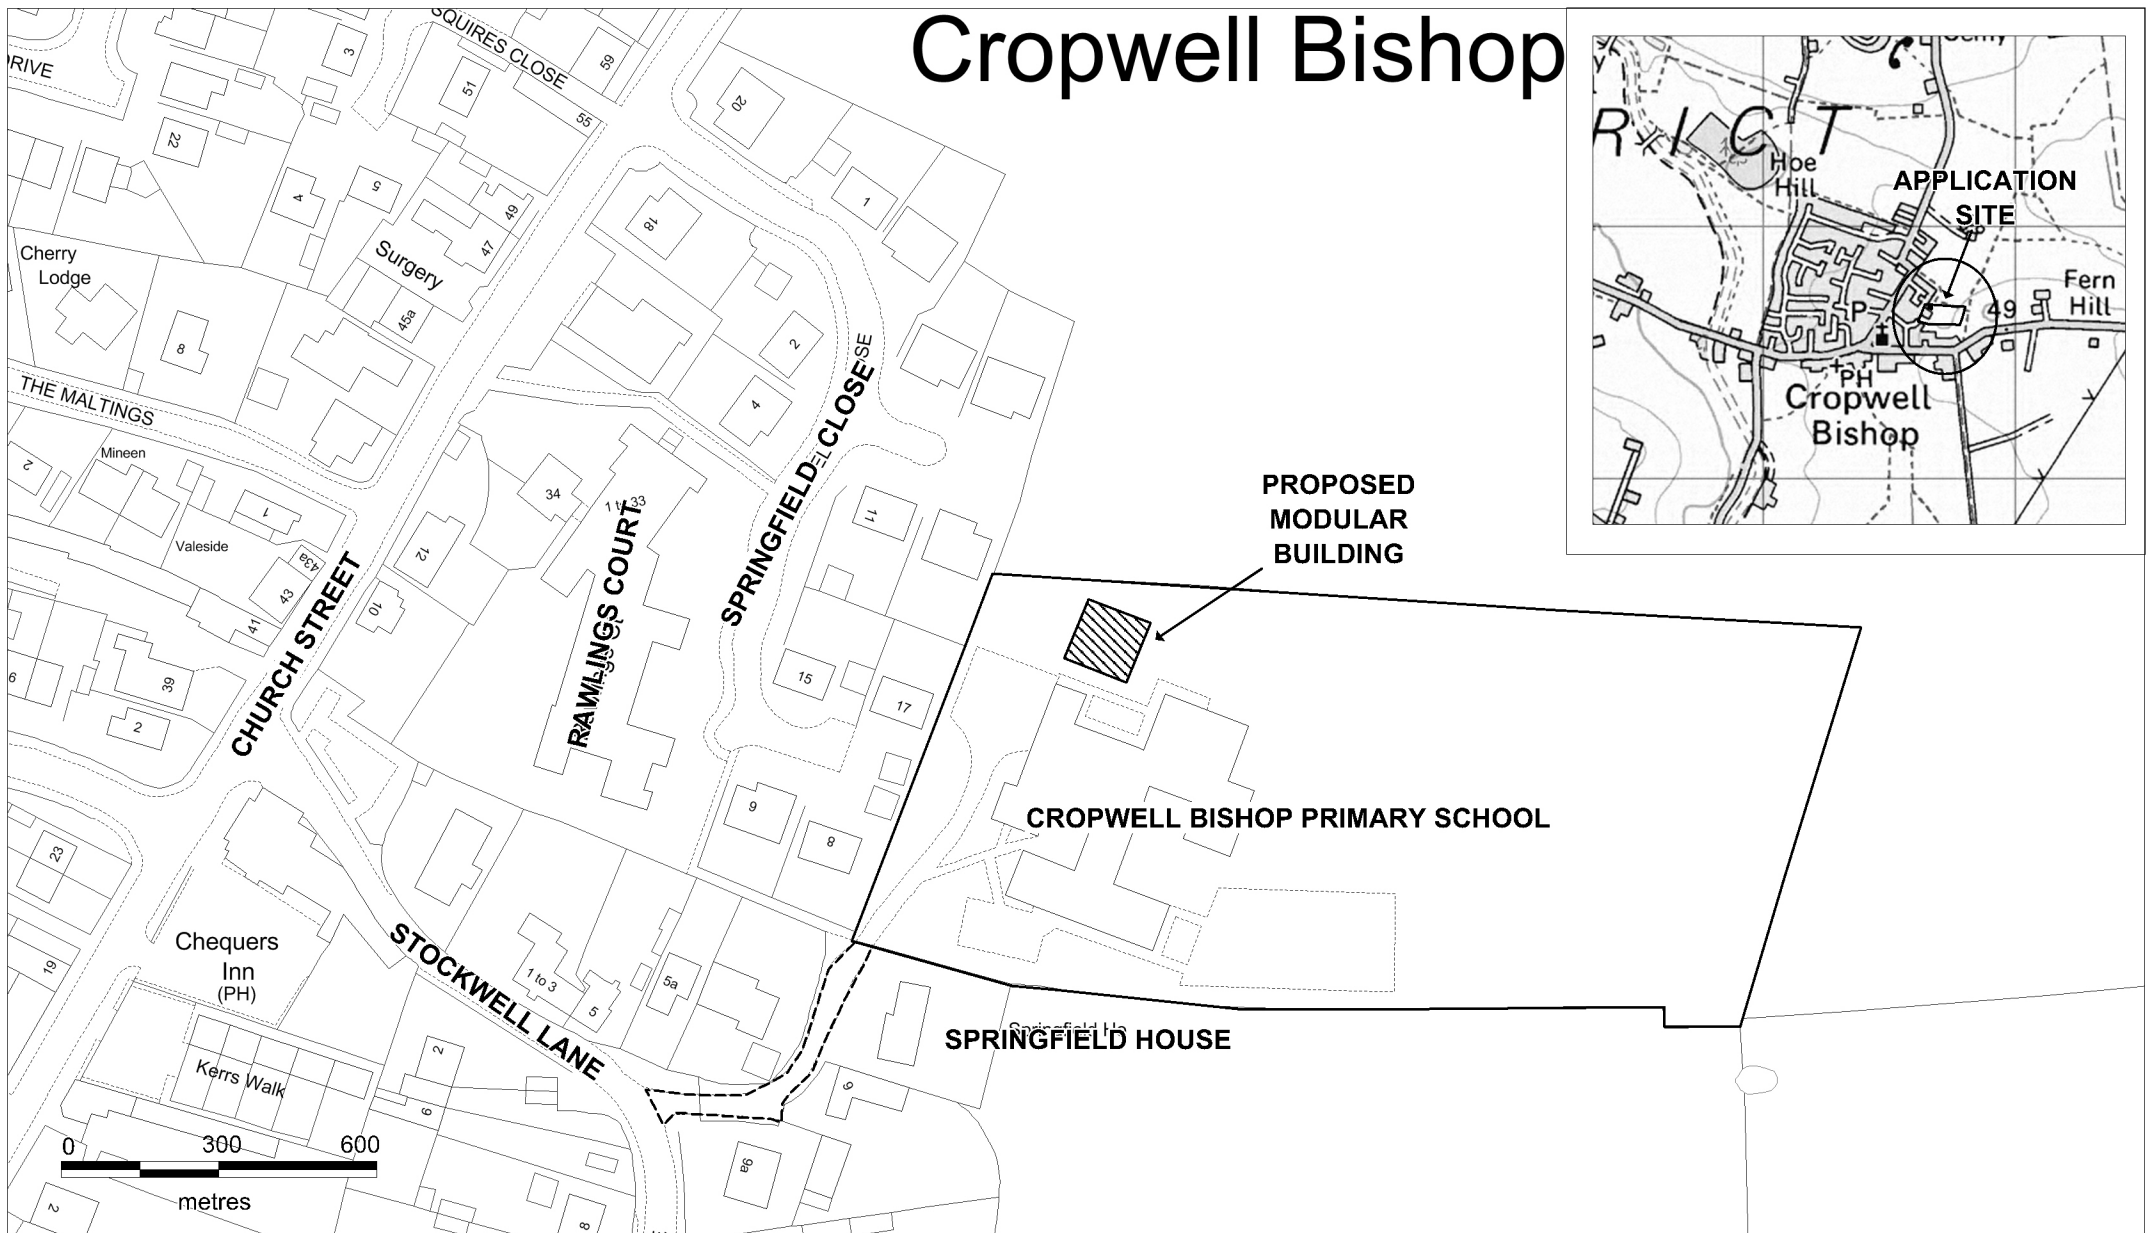 Cropwell Bishop
SQUIRES CLOSE
DRIVE
3
51
59
55
20
22
4
5
49
47
Surgery
45a
18
1
Cherry
Lodge
8
2
4
THE MALTINGS
Mineen
2
1
Valeside
43a
43
41
12
10
34
1 to 33
RAWLINGS COURT
SPRINGFIELD CLOSE
11
15
17
CHURCH STREET
6
39
2
9
8
23
19
Chequers
Inn
(PH)
STOCKWELL LANE
1 to 3
5
5a
Kerrs Walk
2
6
9
9a
8
2
PROPOSED
MODULAR
BUILDING
CROPWELL BISHOP PRIMARY SCHOOL
SPRINGFIELD HOUSE
0 300 600
metres
R I C T
Hoe
Hill
APPLICATION
SITE
Fern
Hill
49
P
PH
Cropwell
Bishop